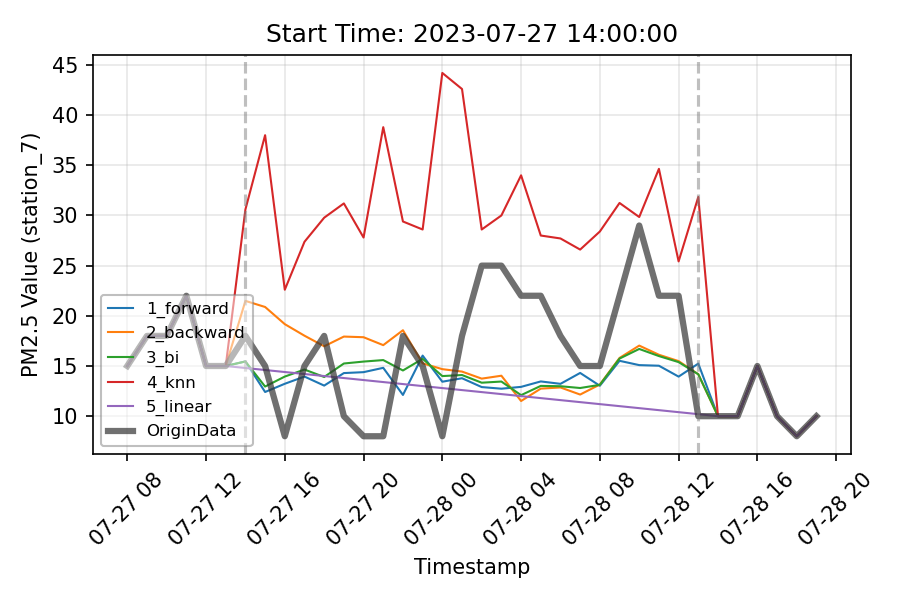 Start Time: 2023-07-27 14:00:00
PM2.5 Value (station_7)
45
40
35
30
25
20
15
10
1_forward
2_backward
3_bi
4_knn
5_linear
OriginData
07-27 08
07-27 12
07-27 16
07-27 20
07-28 00
07-28 04
07-28 08
07-28 12
07-28 16
07-28 20
Timestamp